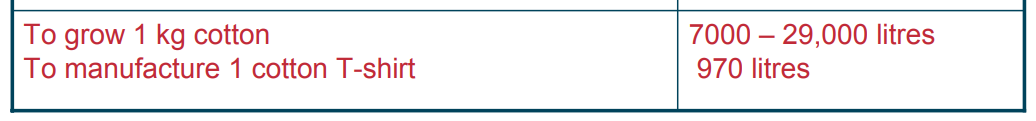 To grow 1 kg cotton 7000 – 29,000 litres
To manufacture 1 cotton T-shirt 970 litres